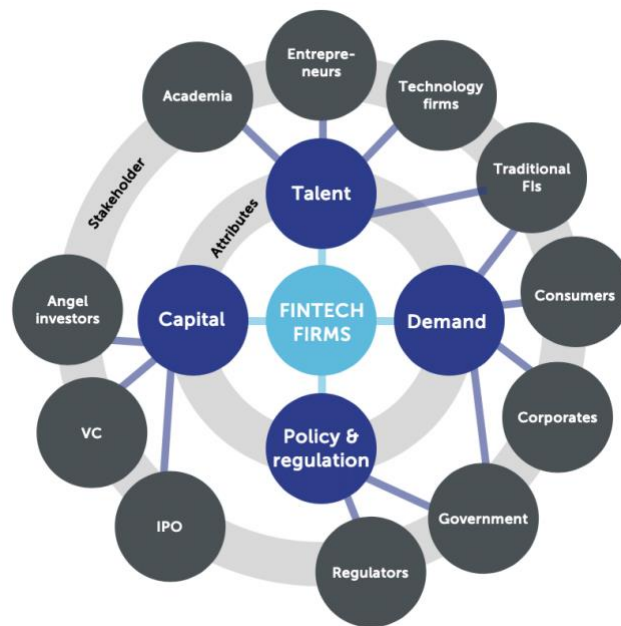 Entrepre-
neurs
Academia
Technology
firms
Traditional
FIs
Stakeholder
Talent
Attributes
Angel
investors
Capital
FINTECH
FIRMS
Demand
Consumers
VC
Policy &
regulation
Corporates
IPO
Government
Regulators